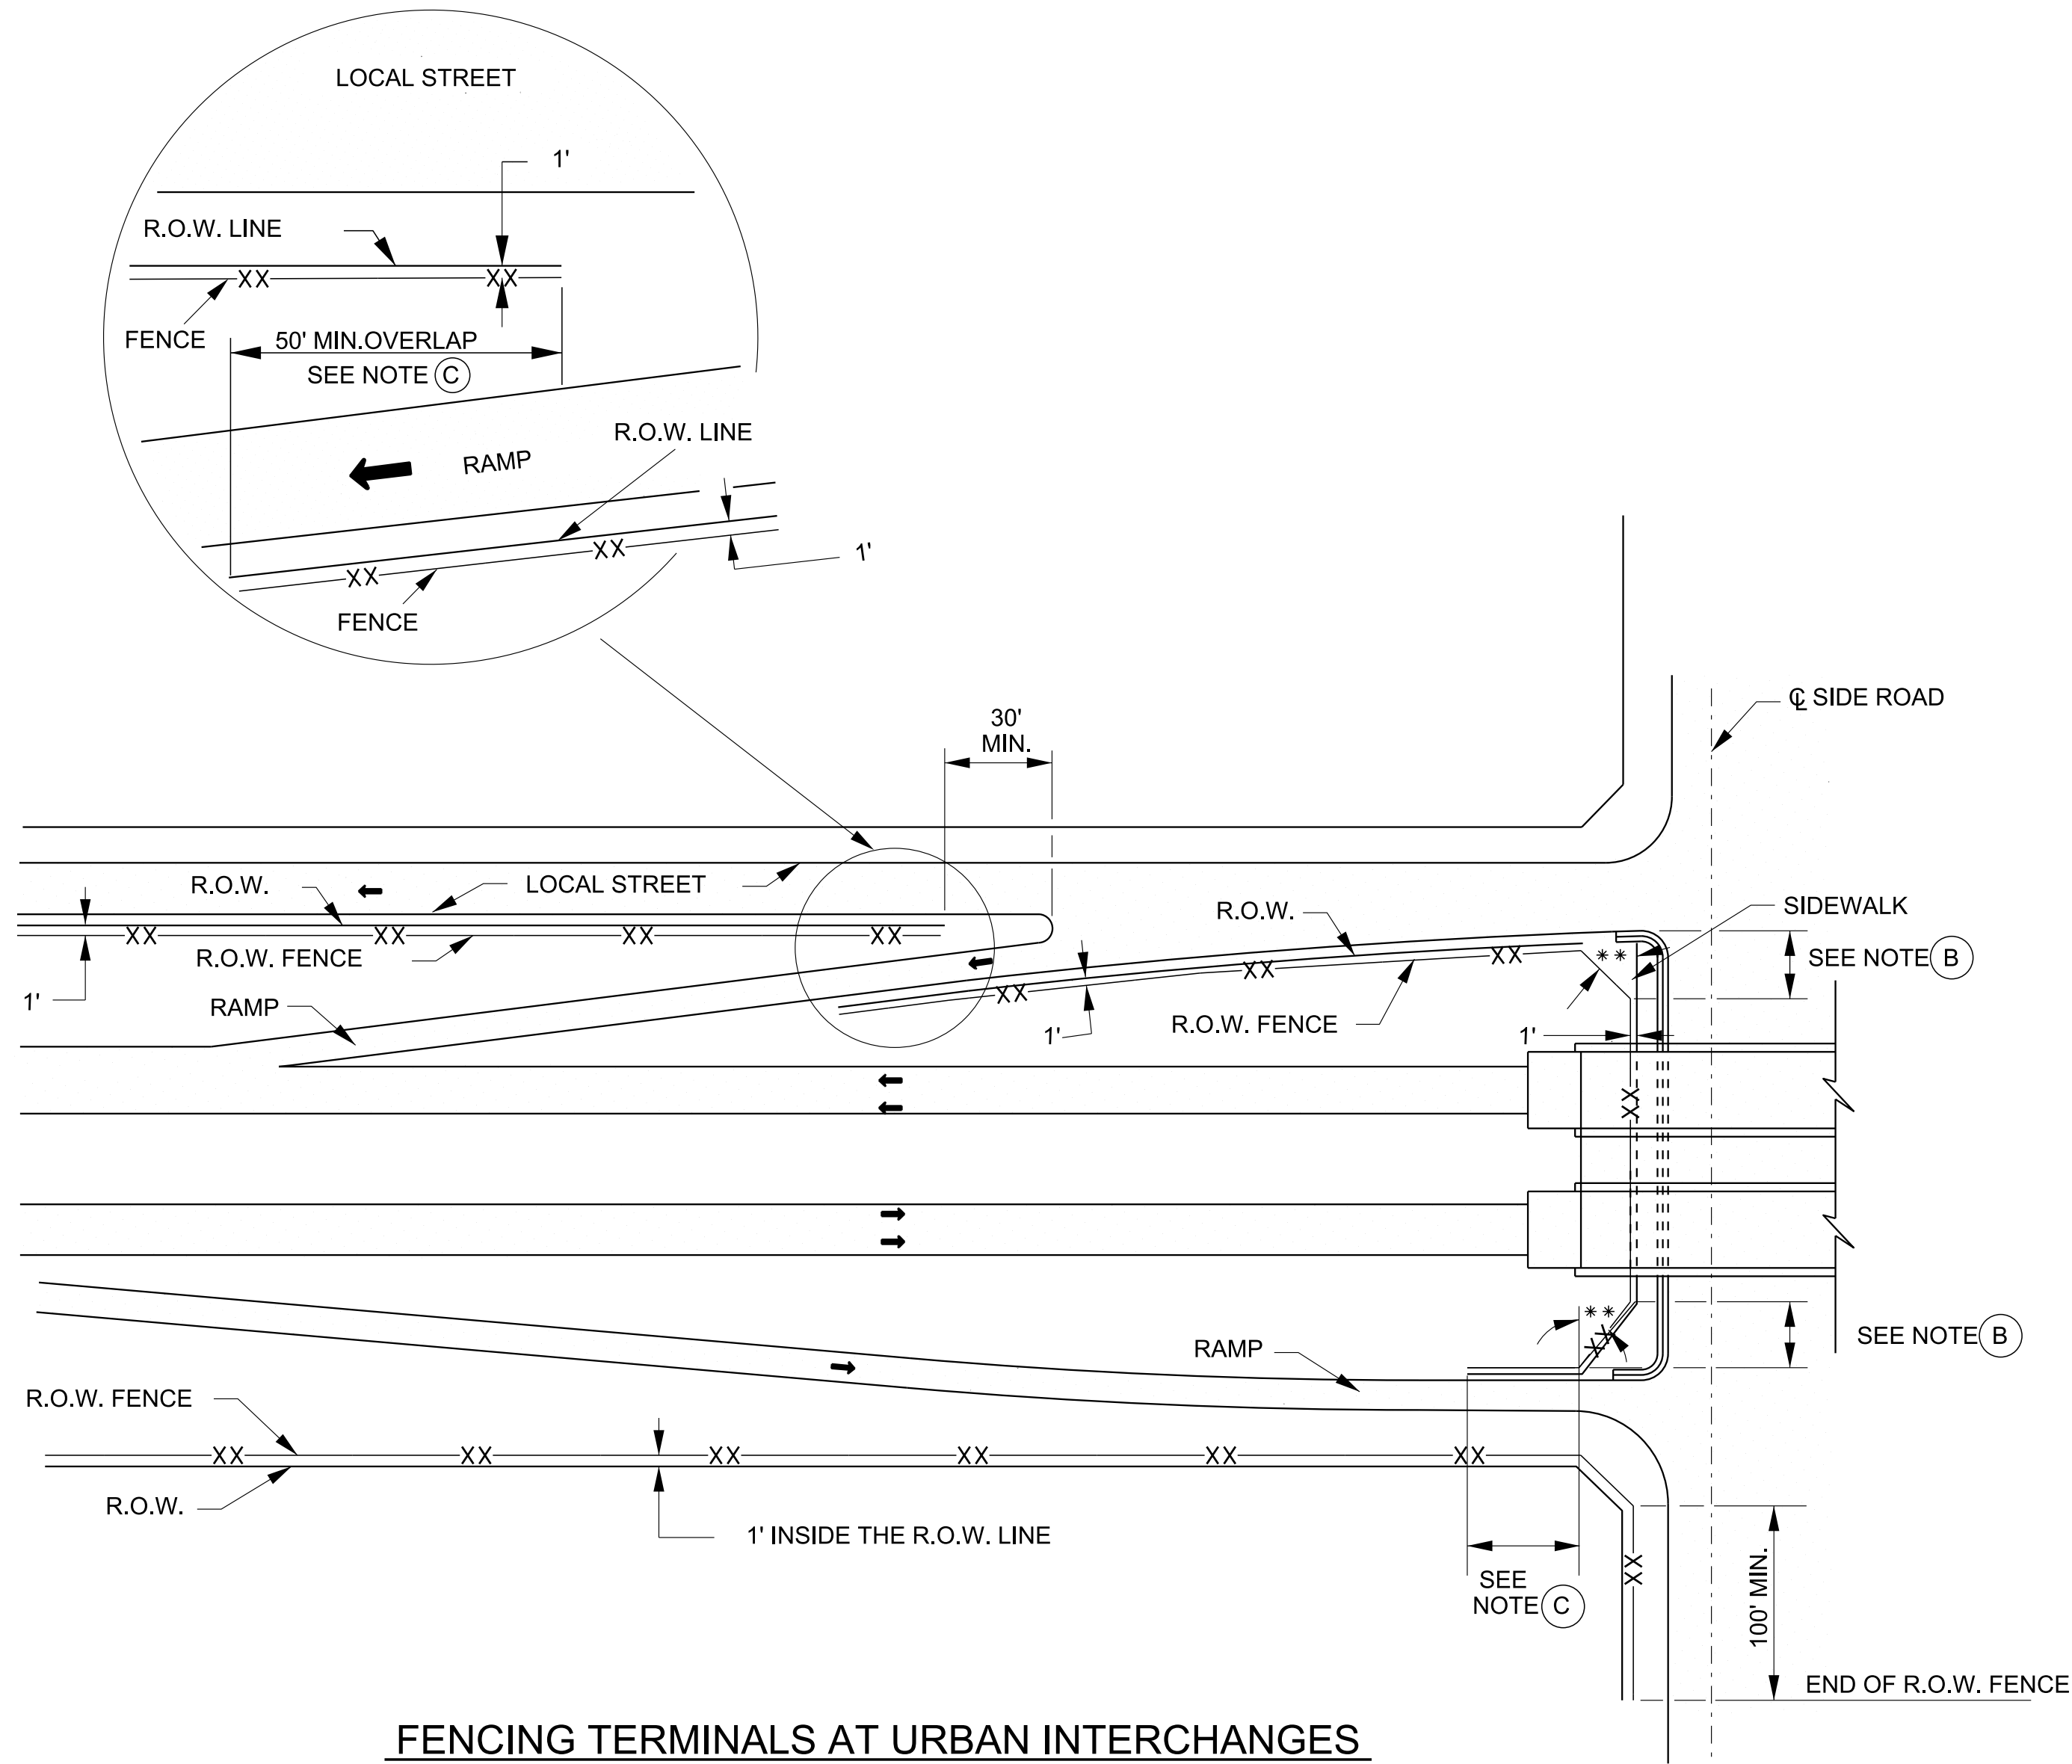 LOCAL STREET
1'
R.O.W. LINE
XX XX
FENCE
50' MIN.OVERLAP
SEE NOTE C
R.O.W. LINE
RAMP
XX
1'
XX
FENCE
30'
MIN.
℄ SIDE ROAD
R.O.W.
LOCAL STREET
SIDEWALK
R.O.W.
XX XX XX XX
R.O.W. FENCE
** 
SEE NOTE B
XX XX XX
1'
RAMP
R.O.W. FENCE
1'
1'
XX
**
XX
SEE NOTE B
RAMP
R.O.W. FENCE
XX XX XX XX XX XX
R.O.W.
1' INSIDE THE R.O.W. LINE
SEE
NOTE C
XX
100' MIN.
END OF R.O.W. FENCE
FENCING TERMINALS AT URBAN INTERCHANGES